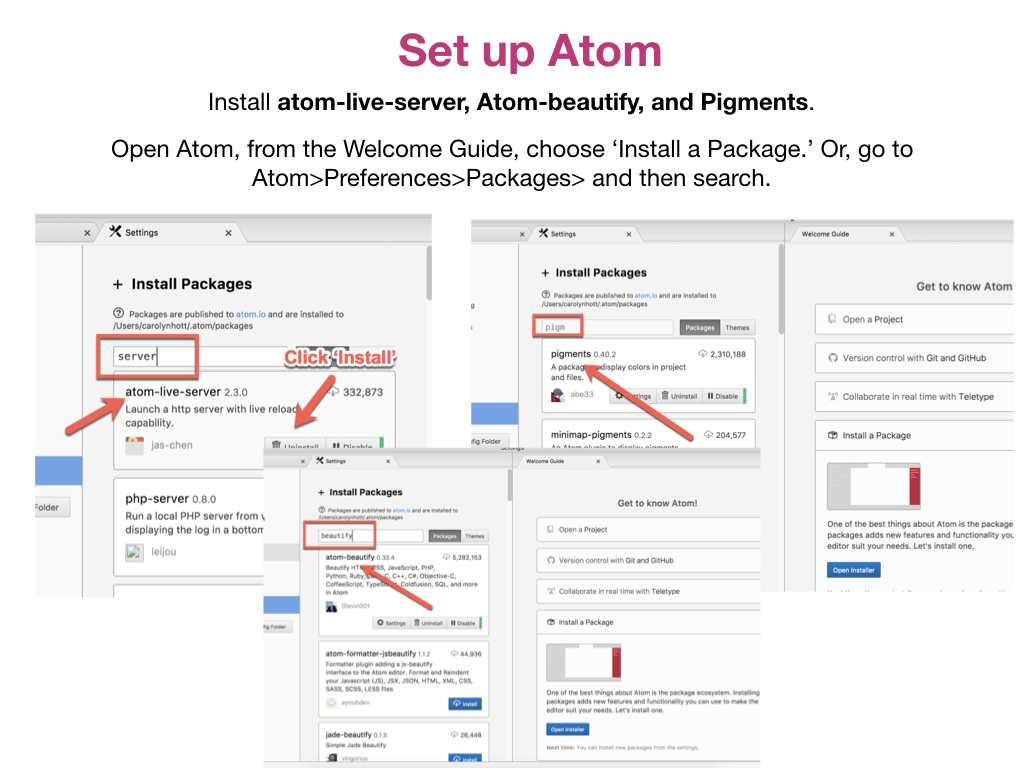 Set up Atom
Install atom-live-server, Atom-beautify, and Pigments.
Open Atom, from the Welcome Guide, choose ‘Install a Package.’ Or, go to
Atom>Preferences>Packages> and then search.
Settings
+ Install Packages
Packages are published to atom.io and are installed to
/Users/carolynhott/.atom/packages
server
Click ‘Install’
atom-live-server 2.3.0
332,873
Launch a http server with live reload
capability.
jas-chen
Uninstall
Disable
php-server 0.8.0
Run a local PHP server from
displaying the log in a bottom
leijou
Folder
Settings
Welcome Guide
+ Install Packages
Packages are published to atom.io and are installed to
/Users/carolynhott/.atom/packages
pigm
Packages
Themes
pigments 0.40.2
2,310,188
A package to display colors in project
and files.
abe33
Settings
Uninstall
Disable
minimap-pigments 0.2.2
204,577
An Atom plugin to display pigments
fig Folder
Get to know Atom
Open a Project
Version control with Git and GitHub
Collaborate in real time with Teletype
Install a Package
One of the best things about Atom is the package
packages adds new features and functionality you
editor suit your needs. Let's install one.
Open Installer
Settings
Settings
Welcome Guide
+ Install Packages
Packages are published to atom.io and are installed to
/Users/carolynhott/.atom/packages
beautify
Packages
Themes
atom-beautify 0.33.4
5,282,153
Beautify HTML, CSS, JavaScript, PHP,
Python, Ruby, Java, C, C++, C#, Objective-C,
CoffeeScript, TypeScript, Coldfusion, SQL, and more
in Atom
Glavin001
Settings
Uninstall
Disable
atom-formatter-jsbeautify 1.1.2
44,936
Formatter plugin adding a js-beautify
interface to the Atom editor. Format and Reindent
your Javascript (JS), JSX, JSON, HTML, XML, CSS,
SASS, SCSS, LESS files
ayoubdev
Install
jade-beautify 0.1.5
26,448
Simple Jade Beautify
vingorius
Install
fig Folder
Get to know Atom!
Open a Project
Version control with Git and GitHub
Collaborate in real time with Teletype
Install a Package
One of the best things about Atom is the package ecosystem. Installing
packages adds new features and functionality you can use to make the
editor suit your needs. Let's install one.
Open Installer
Next time: You can install new packages from the settings.